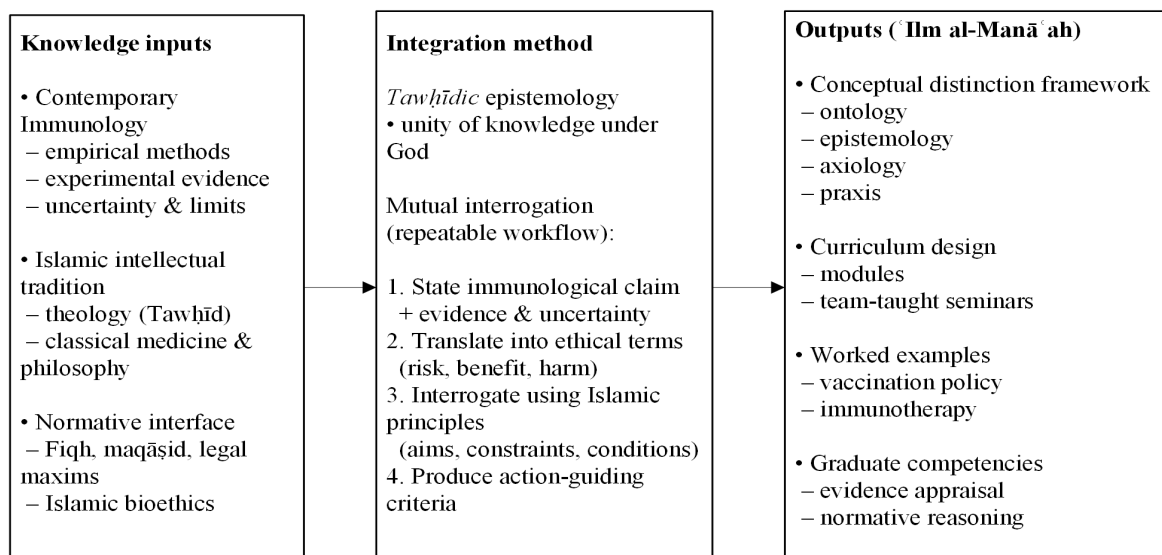 Knowledge inputs
• Contemporary
Immunology
– empirical methods
– experimental evidence
– uncertainty & limits
• Islamic intellectual
tradition
– theology (Tawḥīd)
– classical medicine &
philosophy
• Normative interface
– Fiqh, maqāṣid, legal
maxims
– Islamic bioethics
Integration method
Tawḥīdic epistemology
• unity of knowledge under
God
Mutual interrogation
(repeatable workflow):
1. State immunological claim
+ evidence & uncertainty
2. Translate into ethical terms
(risk, benefit, harm)
3. Interrogate using Islamic
principles
(aims, constraints, conditions)
4. Produce action-guiding
criteria
Outputs (ʿIlm al-Manāʿah)
• Conceptual distinction framework
– ontology
– epistemology
– axiology
– praxis
• Curriculum design
– modules
– team-taught seminars
• Worked examples
– vaccination policy
– immunotherapy
• Graduate competencies
– evidence appraisal
– normative reasoning